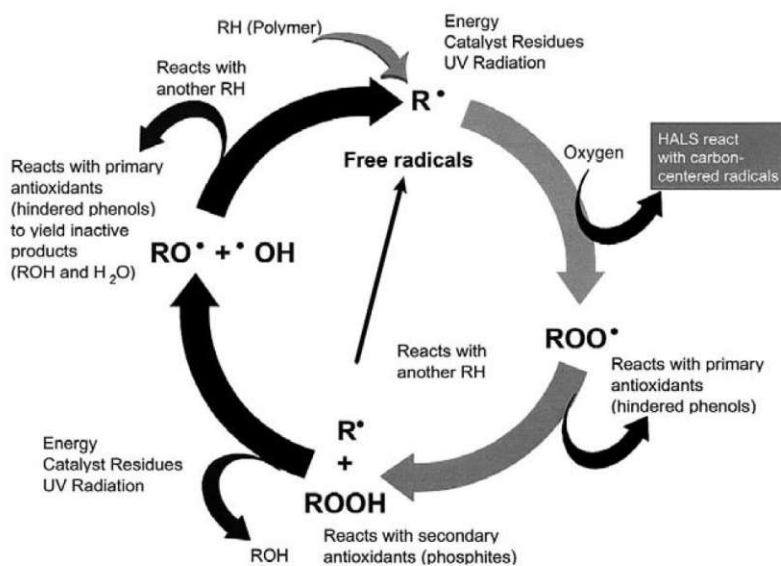 RH (Polymer)
Energy
Catalyst Residues
UV Radiation
Reacts with
another RH
R•
Free radicals
Oxygen
HALS react
with carbon-
centered radicals
Reacts with primary
antioxidants
(hindered phenols)
to yield inactive
products
(ROH and H₂O)
RO• + •OH
ROO•
Reacts with
another RH
Reacts with primary
antioxidants
(hindered phenols)
R•
+
ROOH
Energy
Catalyst Residues
UV Radiation
ROH
Reacts with secondary
antioxidants (phosphites)